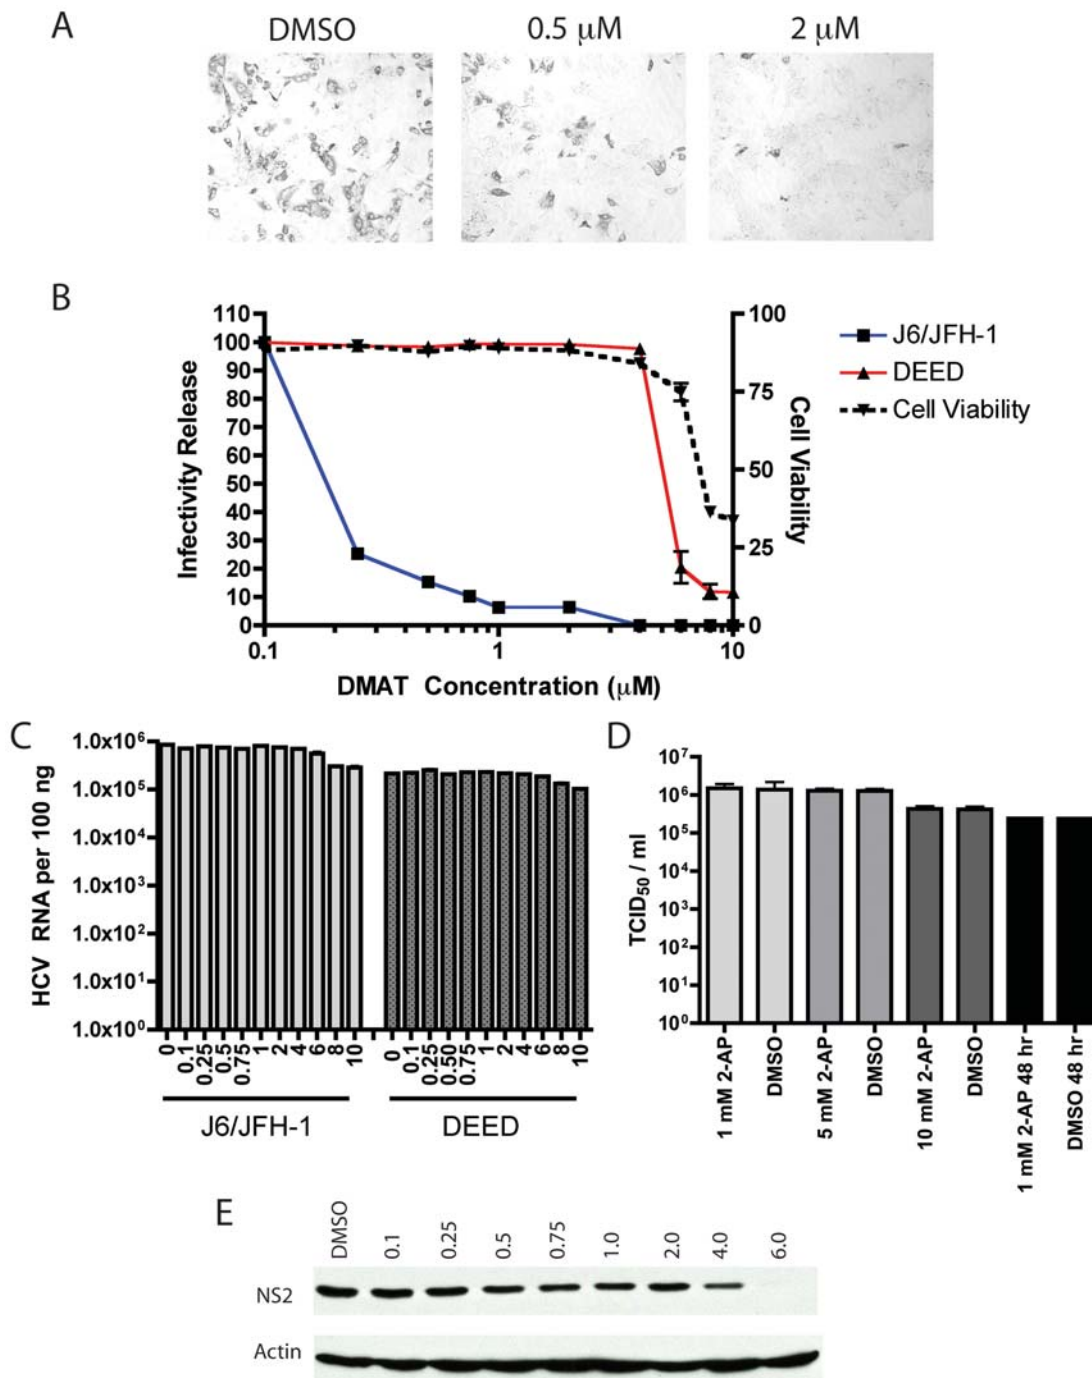 A
DMSO
0.5 μM
2 μM
B
110
100
90
80
70
60
50
40
30
20
10
0
Infectivity Release
100
75
50
25
0
Cell Viability
0.1
1
10
DMAT Concentration (μM)
J6/JFH-1
DEED
Cell Viability
C
HCV RNA per 100 ng
1.0x10⁶
1.0x10⁵
1.0x10⁴
1.0x10³
1.0x10²
1.0x10¹
1.0x10⁰
0
0.1
0.25
0.5
0.75
1
2
4
6
8
10
J6/JFH-1
0
0.1
0.25
0.50
0.75
1
2
4
6
8
10
DEED
D
TCID₅₀ / ml
10⁷
10⁶
10⁵
10⁴
10³
10²
10¹
10⁰
1 mM 2-AP
DMSO
5 mM 2-AP
DMSO
10 mM 2-AP
DMSO
1 mM 2-AP 48 hr
DMSO 48 hr
E
DMSO
0.1
0.25
0.5
0.75
1.0
2.0
4.0
6.0
NS2
Actin